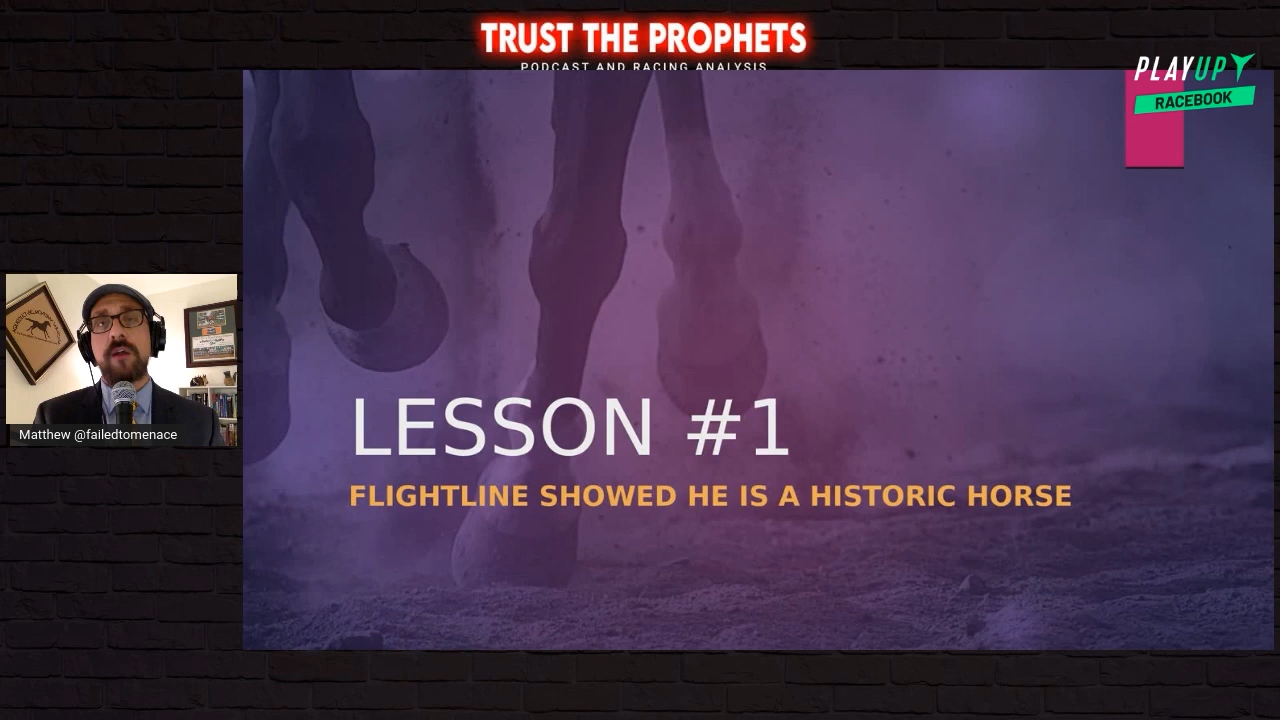 TRUST THE PROPHETS
PODCAST AND RACING ANALYSIS
PLAYUP
RACEBOOK
LESSON #1
FLIGHTLINE SHOWED HE IS A HISTORIC HORSE
Matthew @failedtomenace